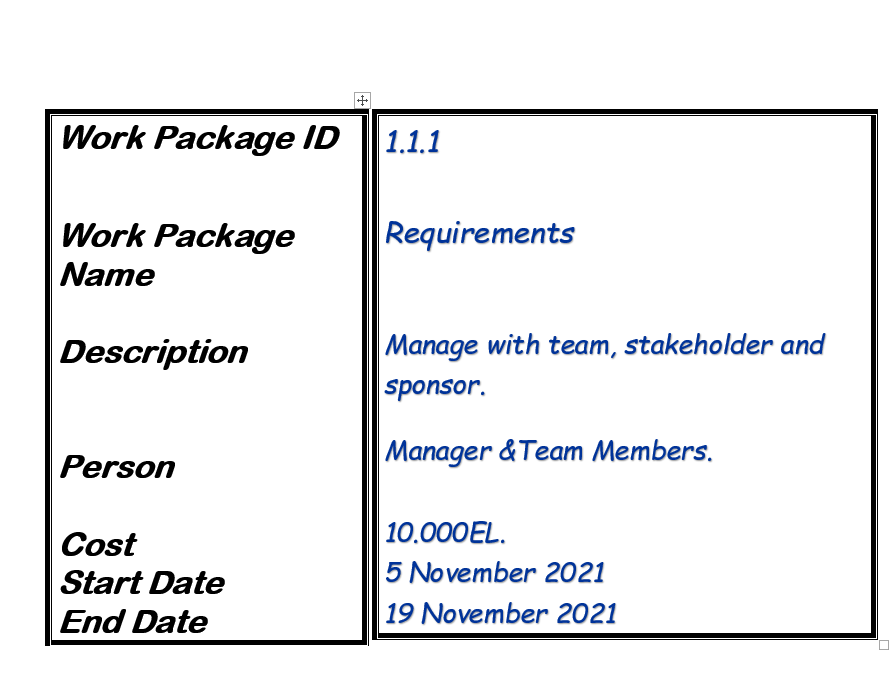 Work Package ID
1.1.1
Work Package
Name
Requirements
Description
Manage with team, stakeholder and
sponsor.
Person
Manager &Team Members.
Cost
10.000EL.
Start Date
5 November 2021
End Date
19 November 2021